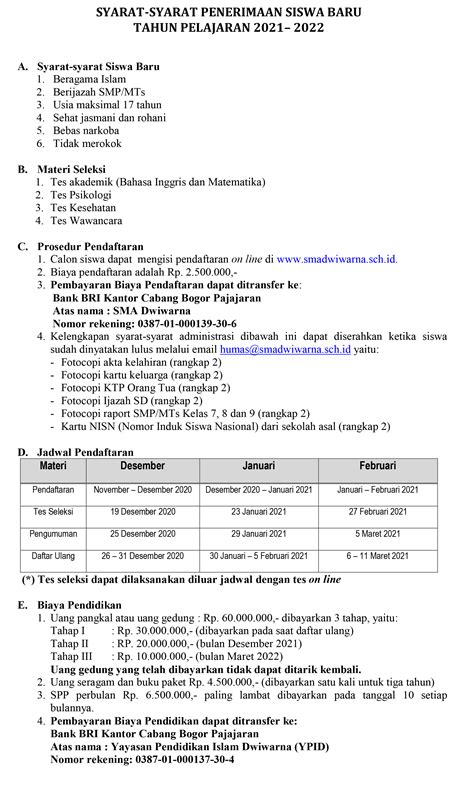 SYARAT-SYARAT PENERIMAAN SISWA BARU
TAHUN PELAJARAN 2021– 2022
A. Syarat-syarat Siswa Baru
1. Beragama Islam
2. Berijazah SMP/MTs
3. Usia maksimal 17 tahun
4. Sehat jasmani dan rohani
5. Bebas narkoba
6. Tidak merokok
B. Materi Seleksi
1. Tes akademik (Bahasa Inggris dan Matematika)
2. Tes Psikologi
3. Tes Kesehatan
4. Tes Wawancara
C. Prosedur Pendaftaran
1. Calon siswa dapat mengisi pendaftaran on line di www.smadwiwarna.sch.id.
2. Biaya pendaftaran adalah Rp. 2.500.000,-
3. Pembayaran Biaya Pendaftaran dapat ditransfer ke:
Bank BRI Kantor Cabang Bogor Pajajaran
Atas nama : SMA Dwiwarna
Nomor rekening: 0387-01-000139-30-6
4. Kelengkapan syarat-syarat administrasi dibawah ini dapat diserahkan ketika siswa
sudah dinyatakan lulus melalui email humas@smadwiwarna.sch.id yaitu:
- Fotocopi akta kelahiran (rangkap 2)
- Fotocopi kartu keluarga (rangkap 2)
- Fotocopi KTP Orang Tua (rangkap 2)
- Fotocopi Ijazah SD (rangkap 2)
- Fotocopi raport SMP/MTs Kelas 7, 8 dan 9 (rangkap 2)
- Kartu NISN (Nomor Induk Siswa Nasional) dari sekolah asal (rangkap 2)
D. Jadwal Pendaftaran
Materi Desember Januari Februari
Pendaftaran November – Desember 2020 Desember 2020 – Januari 2021 Januari – Februari 2021
Tes Seleksi 19 Desember 2020 23 Januari 2021 27 Februari 2021
Pengumuman 25 Desember 2020 29 Januari 2021 5 Maret 2021
Daftar Ulang 26 – 31 Desember 2020 30 Januari – 5 Februari 2021 6 – 11 Maret 2021
(*) Tes seleksi dapat dilaksanakan diluar jadwal dengan tes on line
E. Biaya Pendidikan
1. Uang pangkal atau uang gedung : Rp. 60.000.000,- dibayarkan 3 tahap, yaitu:
Tahap I : Rp. 30.000.000,- (dibayarkan pada saat daftar ulang)
Tahap II : RP. 20.000.000,- (bulan Desember 2021)
Tahap III : Rp. 10.000.000,- (bulan Maret 2022)
Uang gedung yang telah dibayarkan tidak dapat ditarik kembali.
2. Uang seragam dan buku paket Rp. 4.500.000,- (dibayarkan satu kali untuk tiga tahun)
3. SPP perbulan Rp. 6.500.000,- paling lambat dibayarkan pada tanggal 10 setiap
bulannya.
4. Pembayaran Biaya Pendidikan dapat ditransfer ke:
Bank BRI Kantor Cabang Bogor Pajajaran
Atas nama : Yayasan Pendidikan Islam Dwiwarna (YPID)
Nomor rekening: 0387-01-000137-30-4